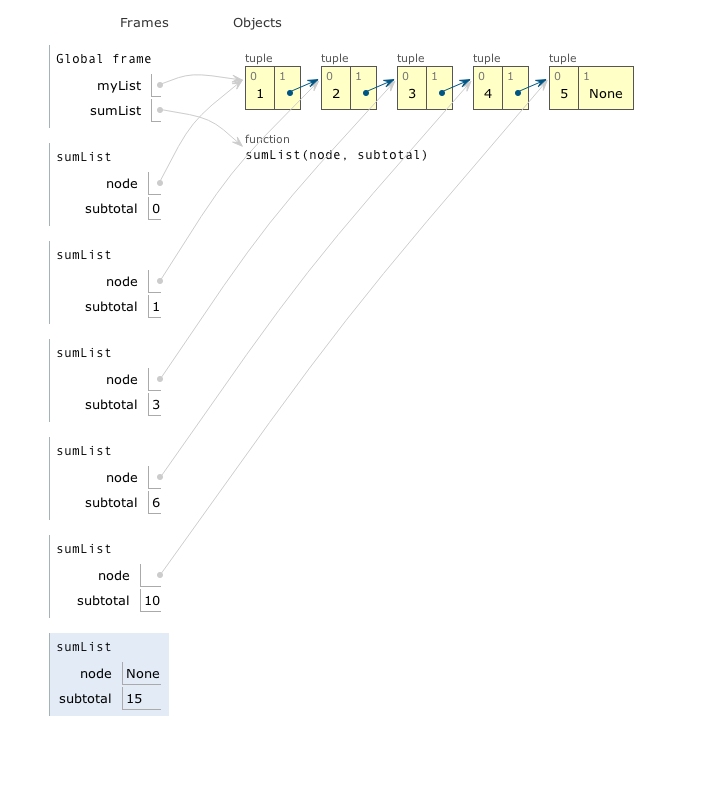 Frames Objects
Global frame
myList
sumList
tuple tuple tuple tuple tuple
0 1 0 1 0 1 0 1 0 1
1 2 3 4 5 None
function
sumList(node, subtotal)
sumList
node
subtotal 0
sumList
node
subtotal 1
sumList
node
subtotal 3
sumList
node
subtotal 6
sumList
node
subtotal 10
sumList
node None
subtotal 15